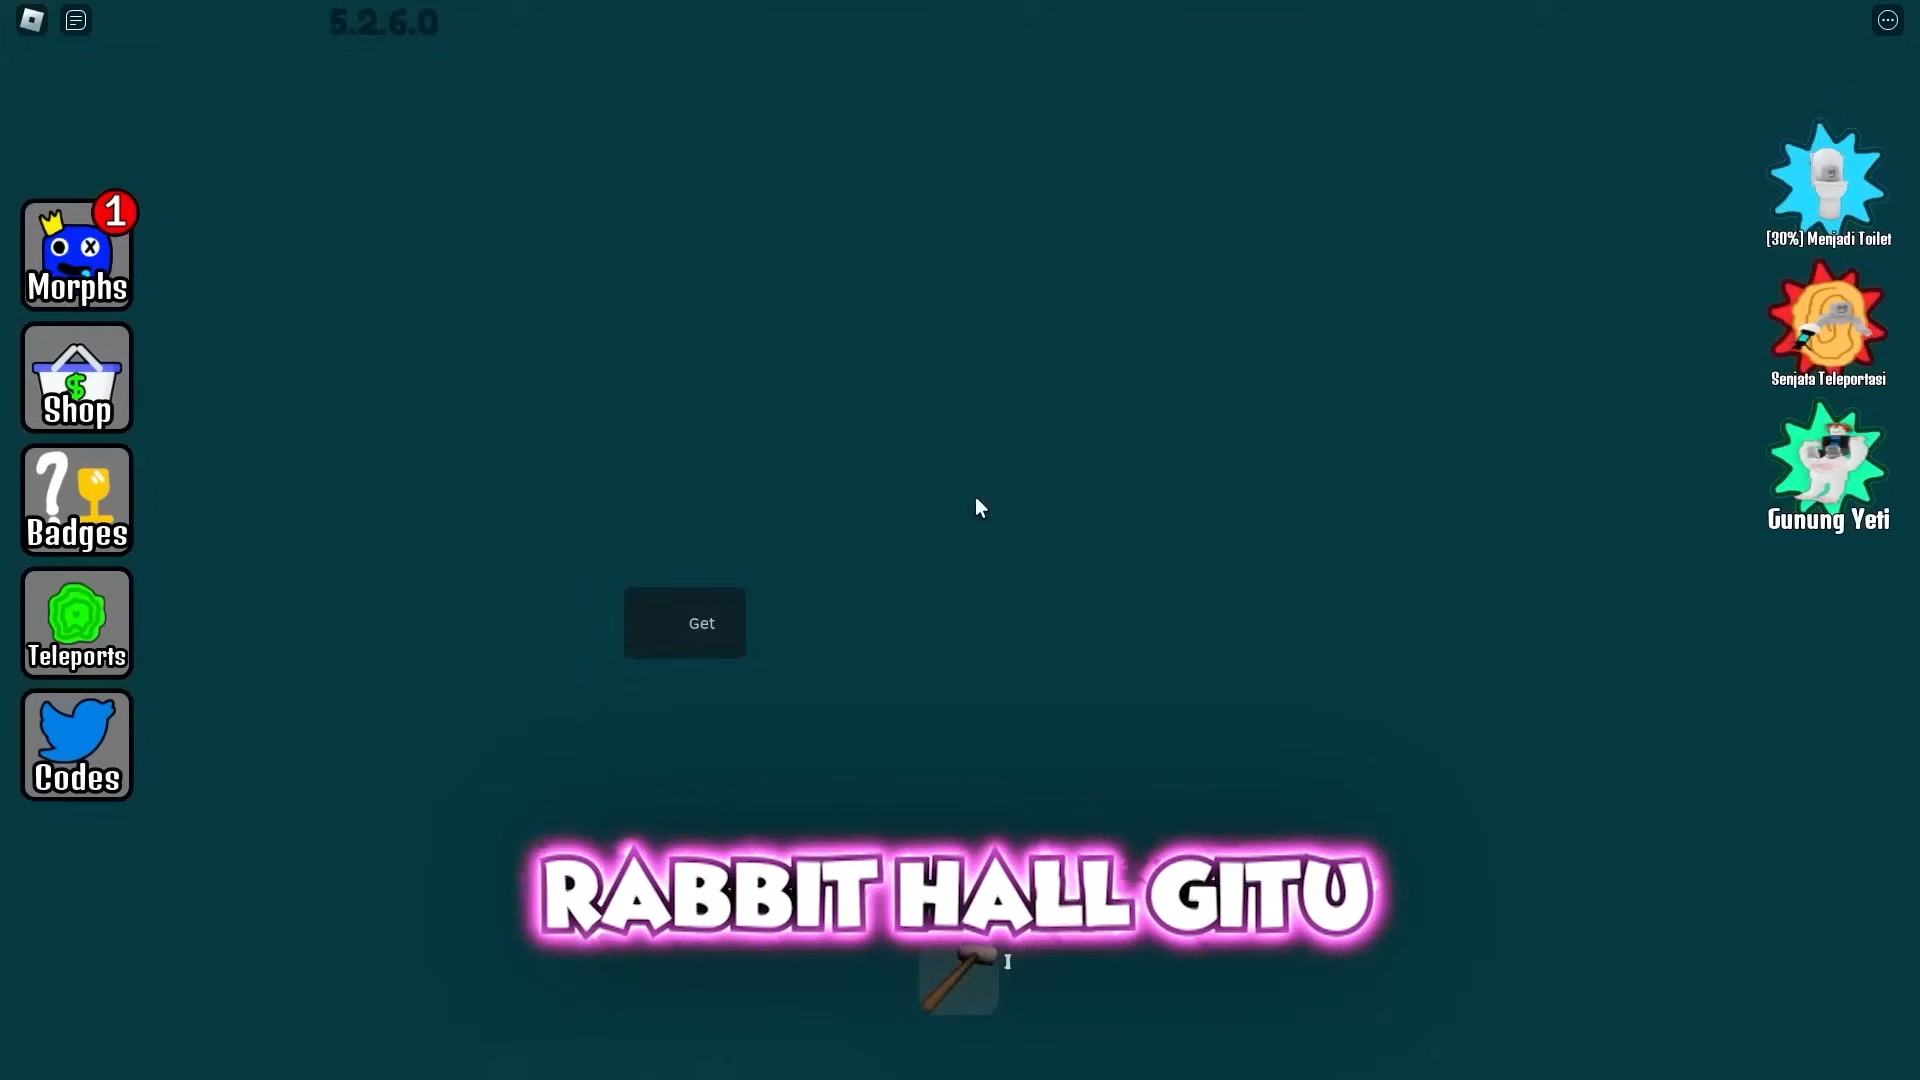 5.2.6.0
1
Morphs
Shop
Badges
Teleports
Codes
[30%] Menjadi Toilet
Senjata Teleportasi
Gunung Yeti
Get
RABBIT HALL GITU